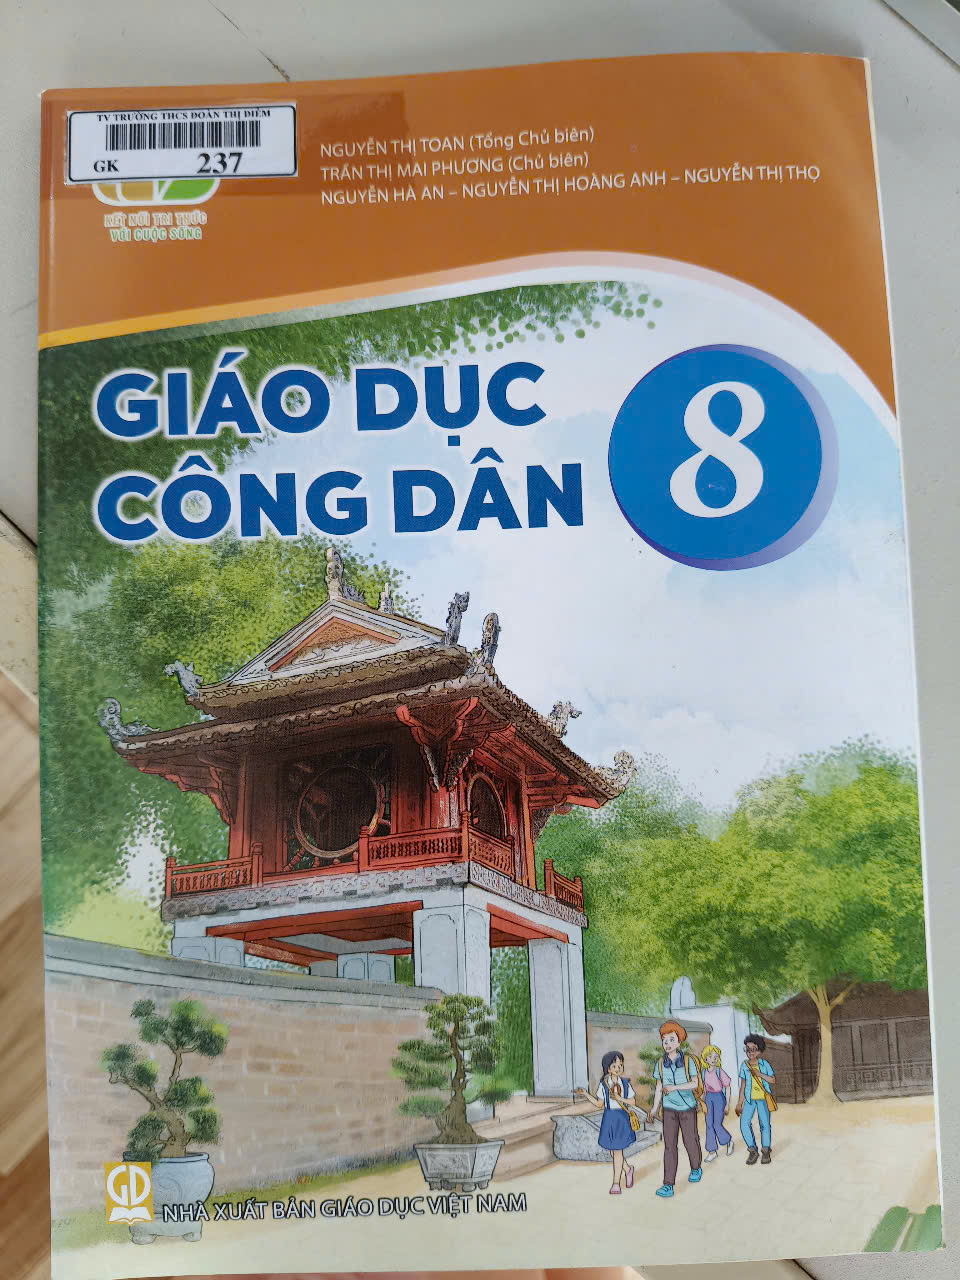 TV TRƯỜNG THCS ĐOÀN THỊ ĐIỂM
GK 237
KẾT NỐI TRI THỨC
VỚI CUỘC SỐNG
NGUYỄN THỊ TOAN (Tổng Chủ biên)
TRẦN THỊ MAI PHƯƠNG (Chủ biên)
NGUYỄN HÀ AN – NGUYỄN THỊ HOÀNG ANH – NGUYỄN THỊ THỌ
GIÁO DỤC
CÔNG DÂN
8
GD
NHÀ XUẤT BẢN GIÁO DỤC VIỆT NAM